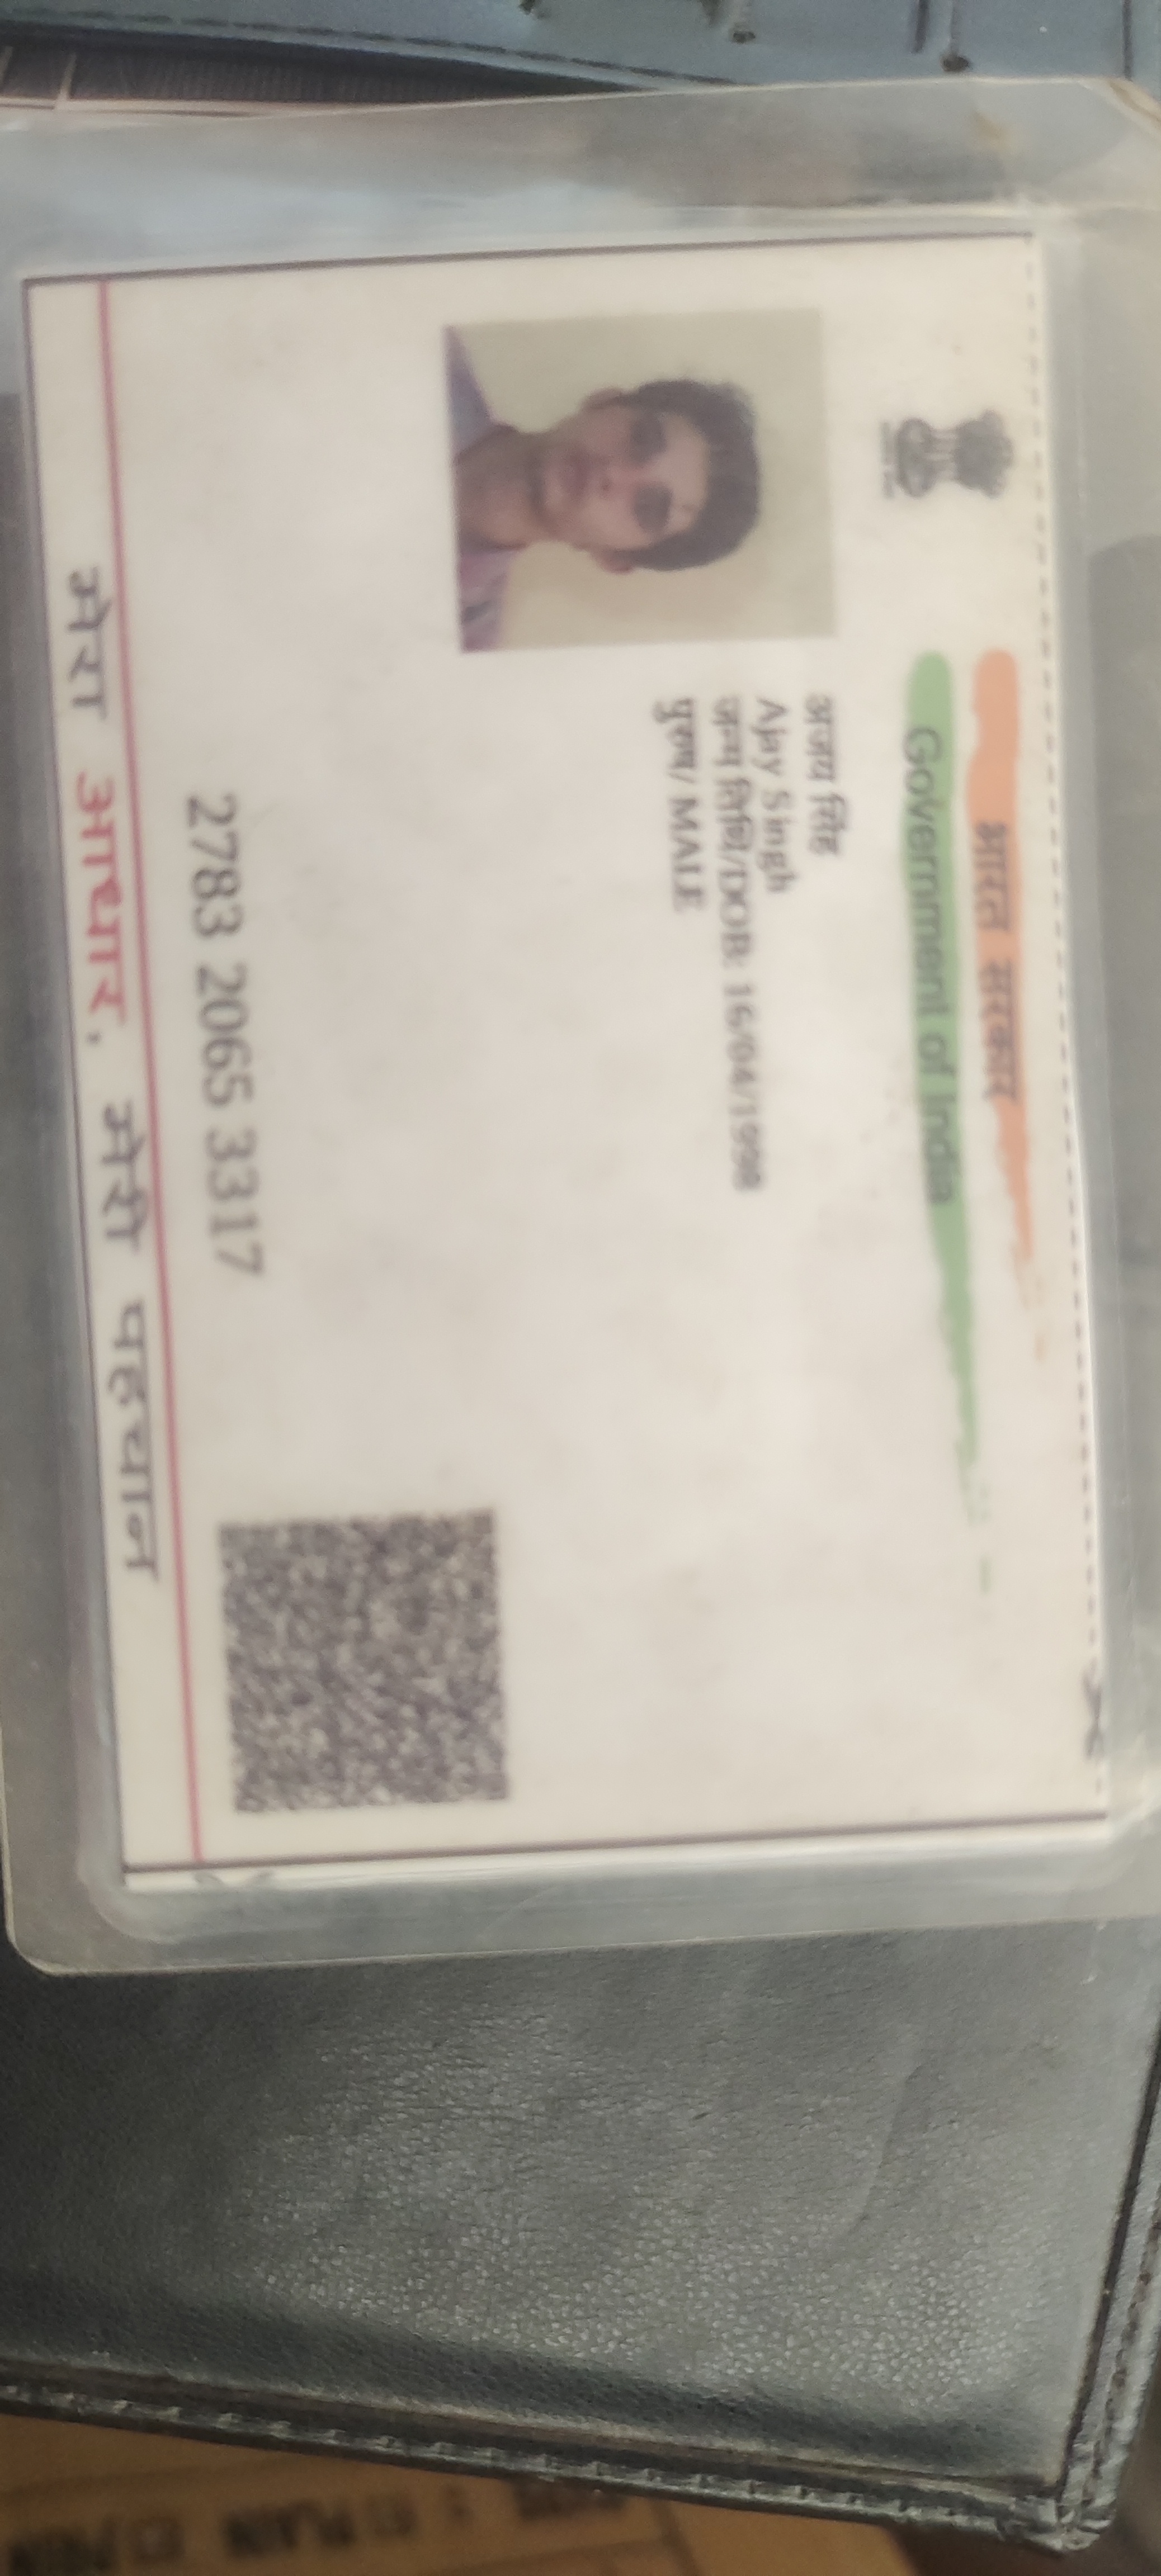 भारत सरकार
Government of India
अजय सिंह
Ajay Singh
जन्म तिथि/DOB: 16/04/1998
पुरुष/ MALE
2783 2065 3317
मेरा आधार, मेरी पहचान